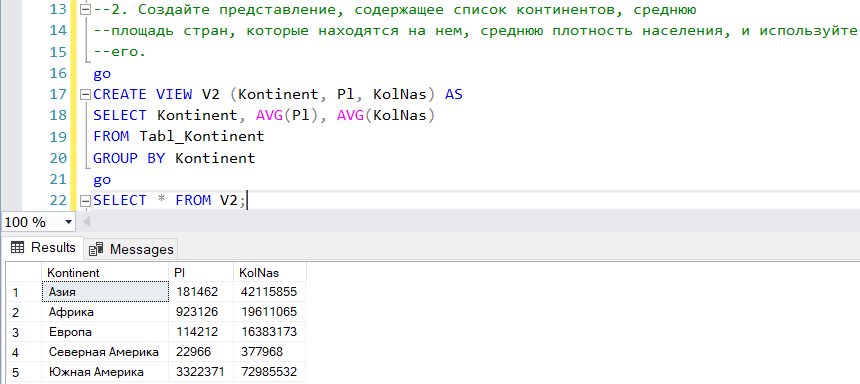 13 --2. Создайте представление, содержащее список континентов, среднюю
14 --площадь стран, которые находятся на нем, среднюю плотность населения, и используйте
15 --его.
16 go
17 CREATE VIEW V2 (Kontinent, Pl, KolNas) AS
18 SELECT Kontinent, AVG(Pl), AVG(KolNas)
19 FROM Tabl_Kontinent
20 GROUP BY Kontinent
21 go
22 SELECT * FROM V2;
100 %
Results Messages
Kontinent Pl KolNas
1 Азия 181462 42115855
2 Африка 923126 19611065
3 Европа 114212 16383173
4 Северная Америка 22966 377968
5 Южная Америка 3322371 72985532